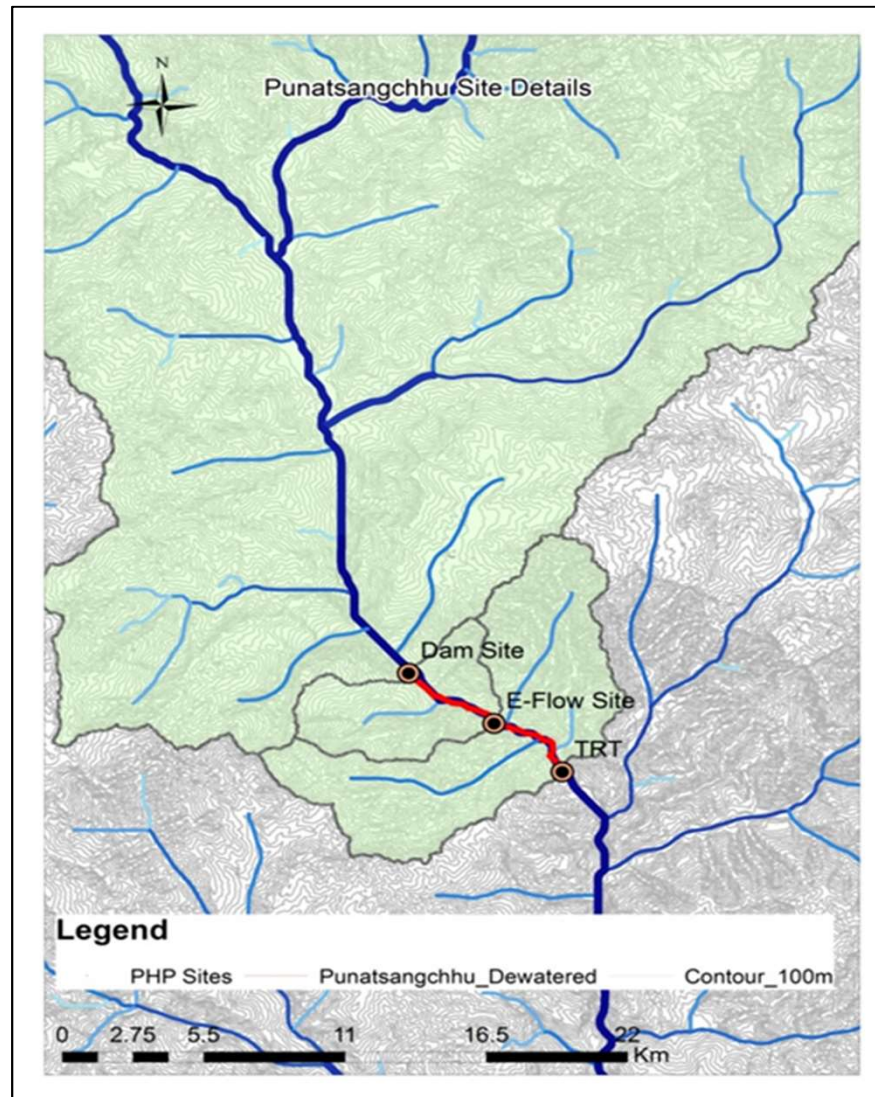 N
Punatsangchhu Site Details
Dam Site
E-Flow Site
TRT
Legend
PHP Sites Punatsangchhu_Dewatered Contour_100m
0 2.75 5.5 11 16.5 22
Km